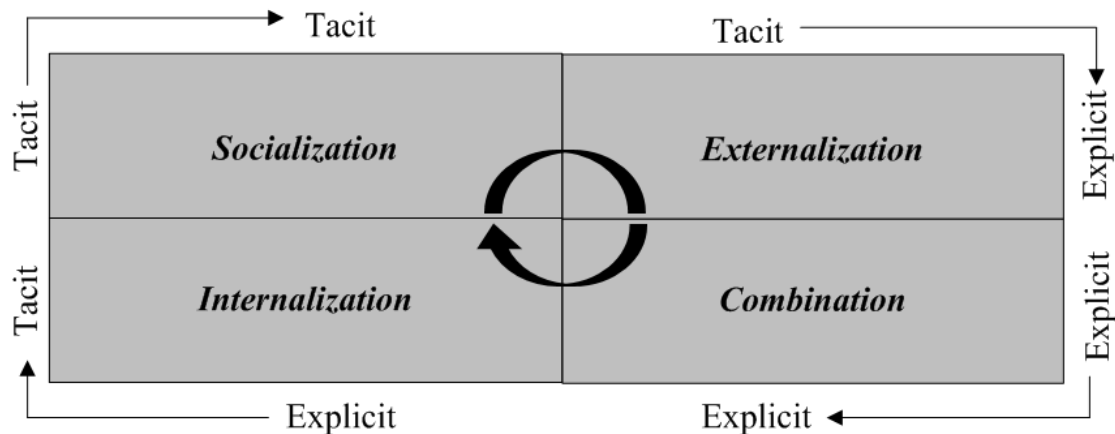 Tacit
Tacit
Tacit
Explicit
Socialization
Externalization
Internalization
Combination
Tacit
Explicit
Explicit
Explicit